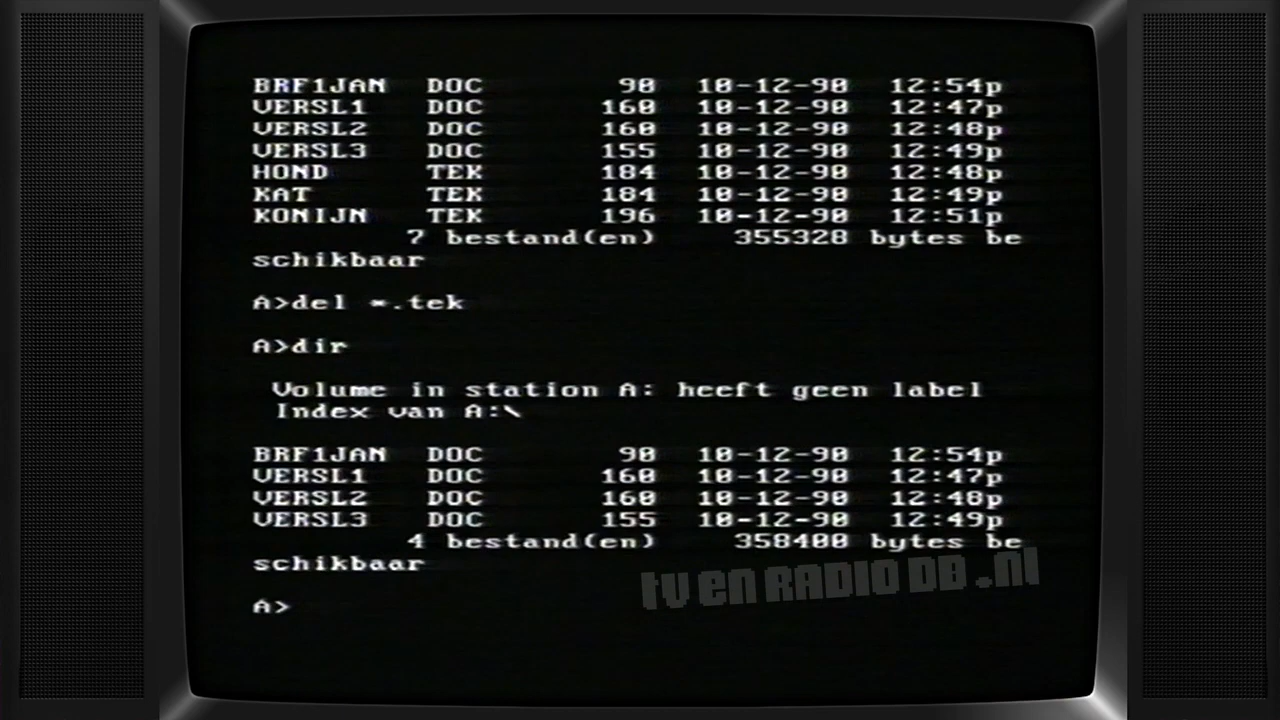 BRF1JAN DOC 90 10-12-90 12:54p
VERSL1 DOC 160 10-12-90 12:47p
VERSL2 DOC 160 10-12-90 12:48p
VERSL3 DOC 155 10-12-90 12:49p
HOND TEK 184 10-12-90 12:48p
KAT TEK 184 10-12-90 12:49p
KONIJN TEK 196 10-12-90 12:51p
7 bestand(en) 355328 bytes be
schikbaar
A>del *.tek
A>dir
Volume in station A: heeft geen label
Index van A:\
BRF1JAN DOC 90 10-12-90 12:54p
VERSL1 DOC 160 10-12-90 12:47p
VERSL2 DOC 160 10-12-90 12:48p
VERSL3 DOC 155 10-12-90 12:49p
4 bestand(en) 358400 bytes be
schikbaar
tv en RADIO DB .nl
A>